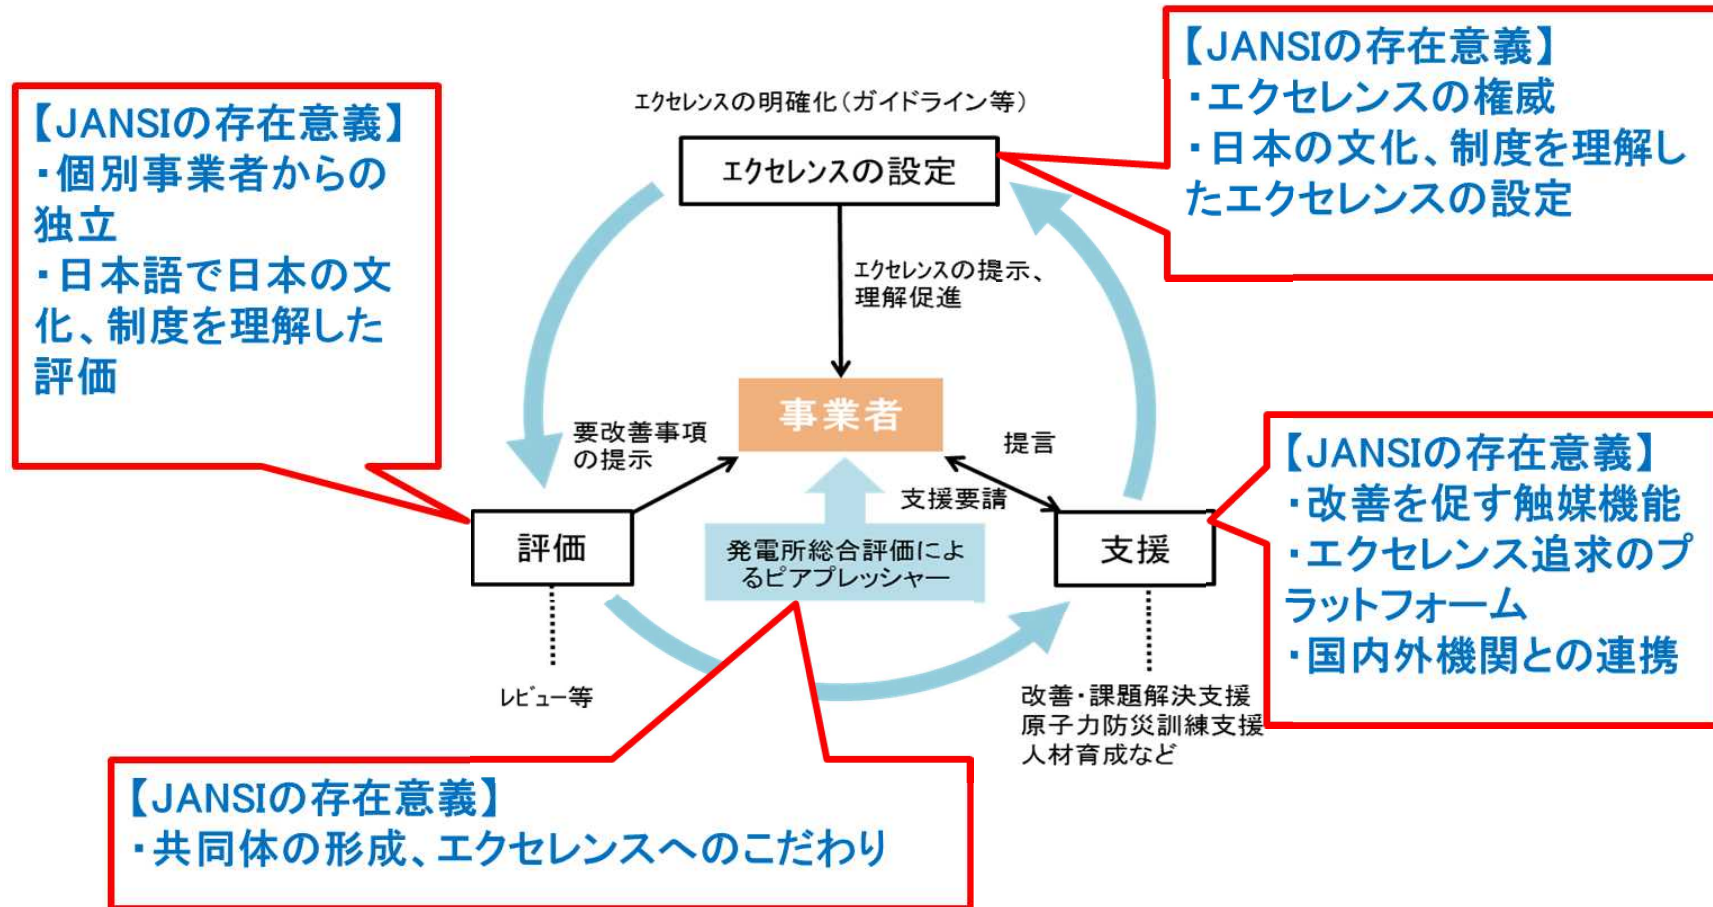 【JANSIの存在意義】
・エクセレンスの権威
・日本の文化、制度を理解し
たエクセレンスの設定
【JANSIの存在意義】
・個別事業者からの
独立
・日本語で日本の文
化、制度を理解した
評価
エクセレンスの明確化（ガイドライン等）
エクセレンスの設定
エクセレンスの提示、
理解促進
事業者
要改善事項
の提示
提言
支援要請
評価
発電所総合評価によ
るピアプレッシャー
支援
レビュー等
改善・課題解決支援
原子力防災訓練支援
人材育成など
【JANSIの存在意義】
・改善を促す触媒機能
・エクセレンス追求のプ
ラットフォーム
・国内外機関との連携
【JANSIの存在意義】
・共同体の形成、エクセレンスへのこだわり